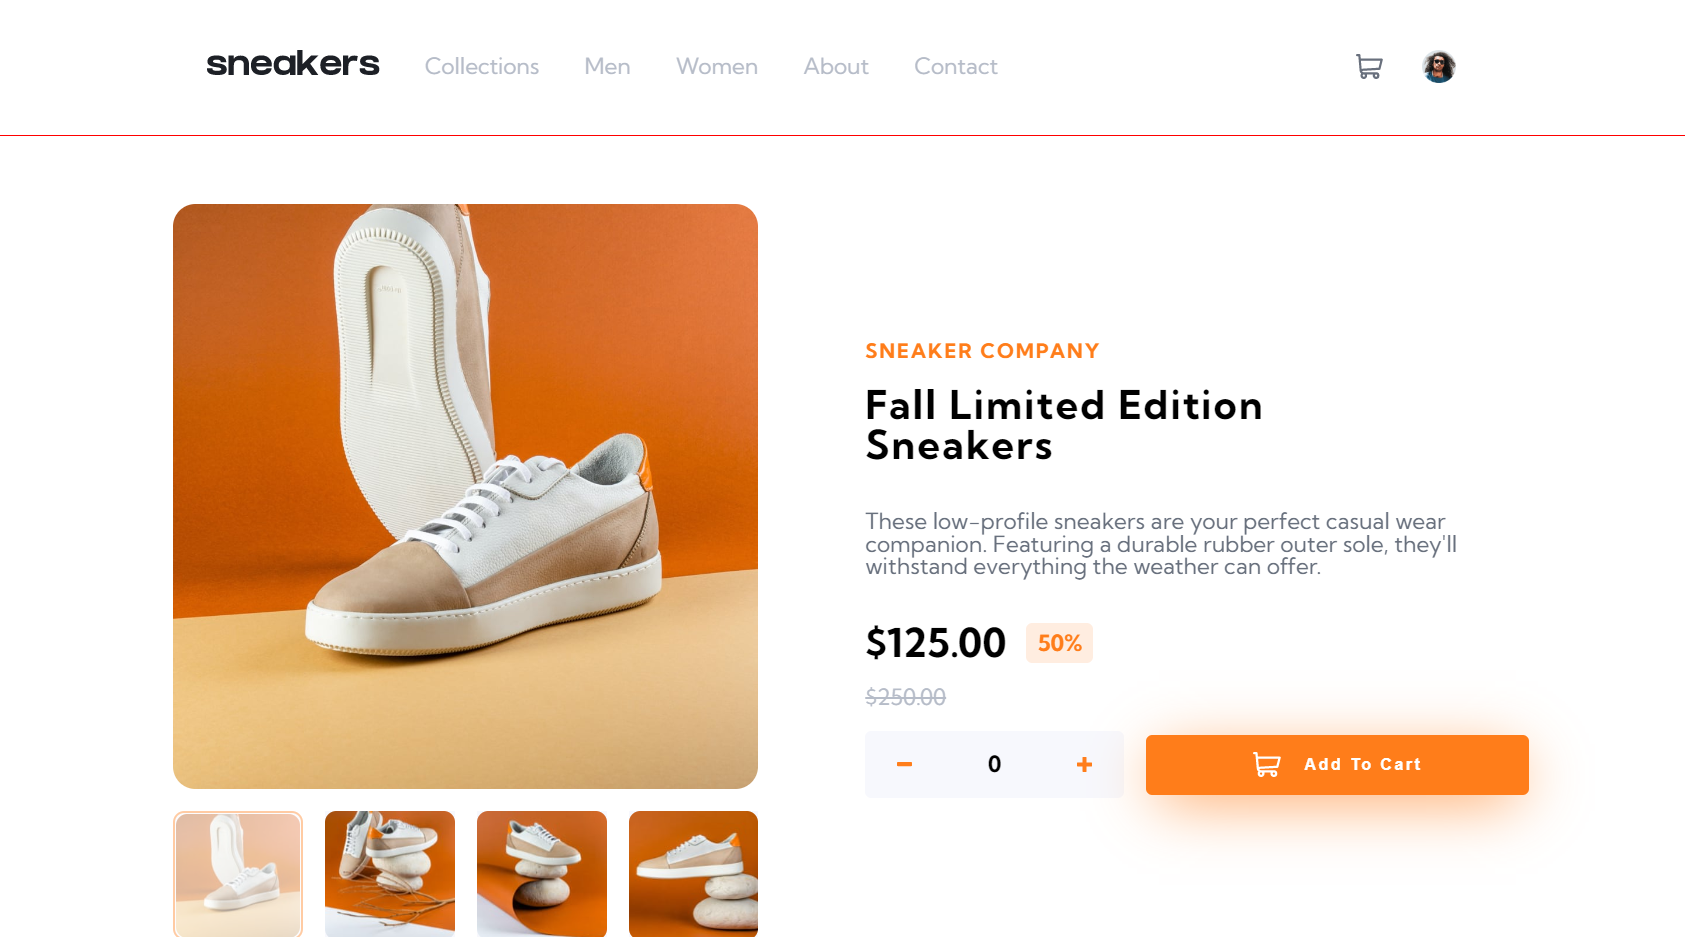 sneakers
Collections
Men
Women
About
Contact
SNEAKER COMPANY
Fall Limited Edition
Sneakers
These low-profile sneakers are your perfect casual wear
companion. Featuring a durable rubber outer sole, they'll
withstand everything the weather can offer.
$125.00
50%
$250.00
0
Add To Cart